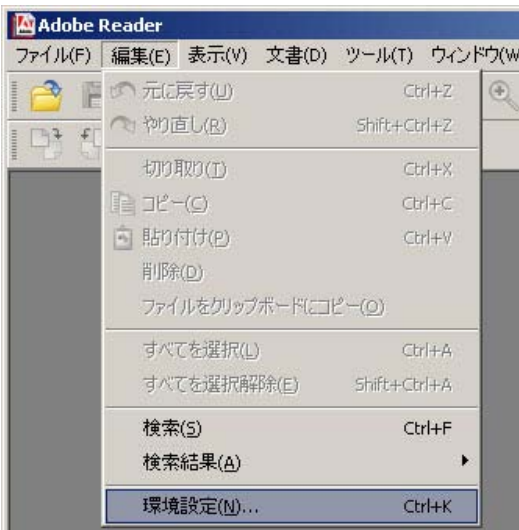 Adobe Reader
ファイル(F) 編集(E) 表示(V) 文書(D) ツール(T) ウィンドウ(W
元に戻す(U) Ctrl+Z
やり直し(R) Shift+Ctrl+Z
切り取り(T) Ctrl+X
コピー(C) Ctrl+C
貼り付け(P) Ctrl+V
削除(D)
ファイルをクリップボードにコピー(O)
すべてを選択(L) Ctrl+A
すべてを選択解除(E) Shift+Ctrl+A
検索(S) Ctrl+F
検索結果(A)
環境設定(N)... Ctrl+K